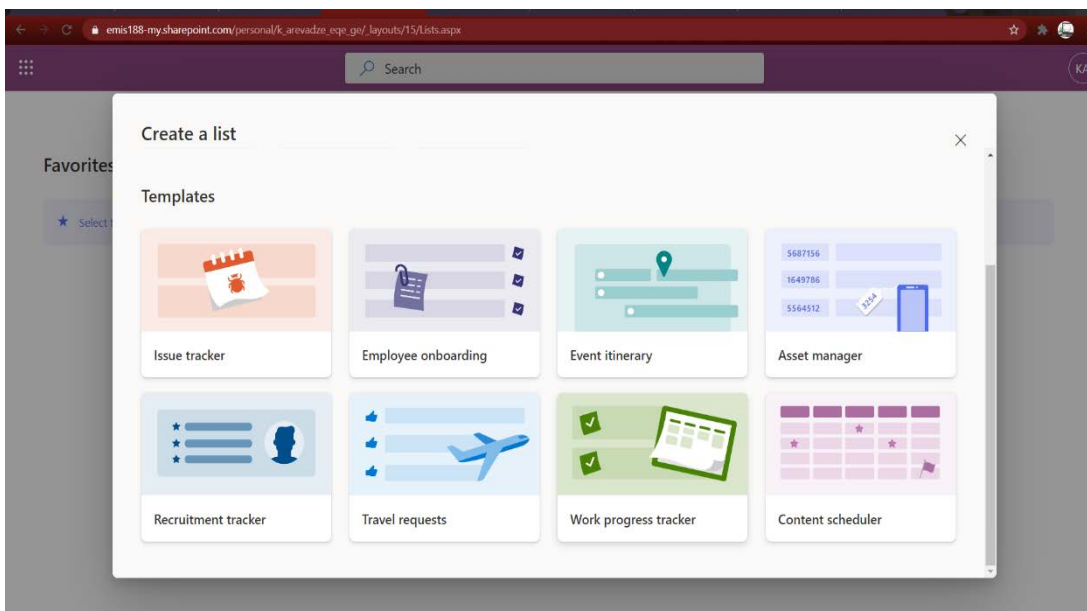 emis188-my.sharepoint.com/personal/k_arevadze_eqe_ge/_layouts/15/Lists.aspx
Search
KA
Create a list
Favorites
Select
Templates
5687156
1649786
5564512
3254
Issue tracker
Employee onboarding
Event itinerary
Asset manager
Recruitment tracker
Travel requests
Work progress tracker
Content scheduler